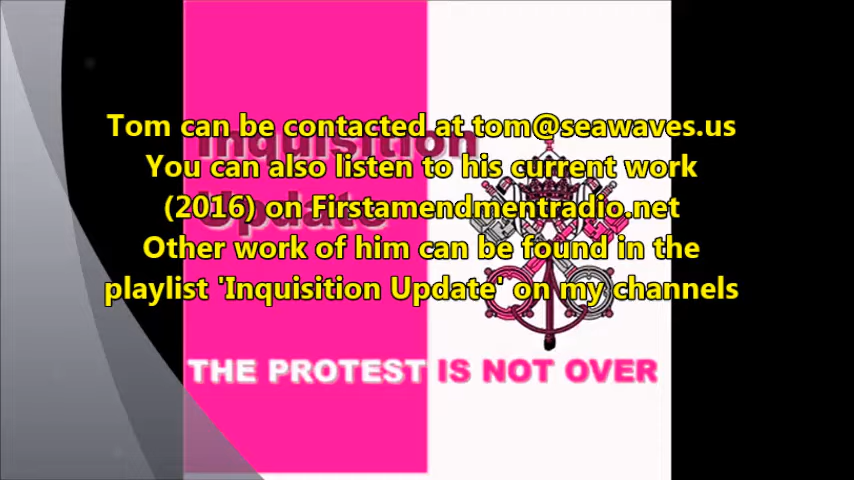 Tom can be contacted at tom@seawaves.us
You can also listen to his current work
(2016) on Firstamendmentradio.net
Other work of him can be found in the
playlist 'Inquisition Update' on my channels
Inquisition
Update
THE PROTEST IS NOT OVER